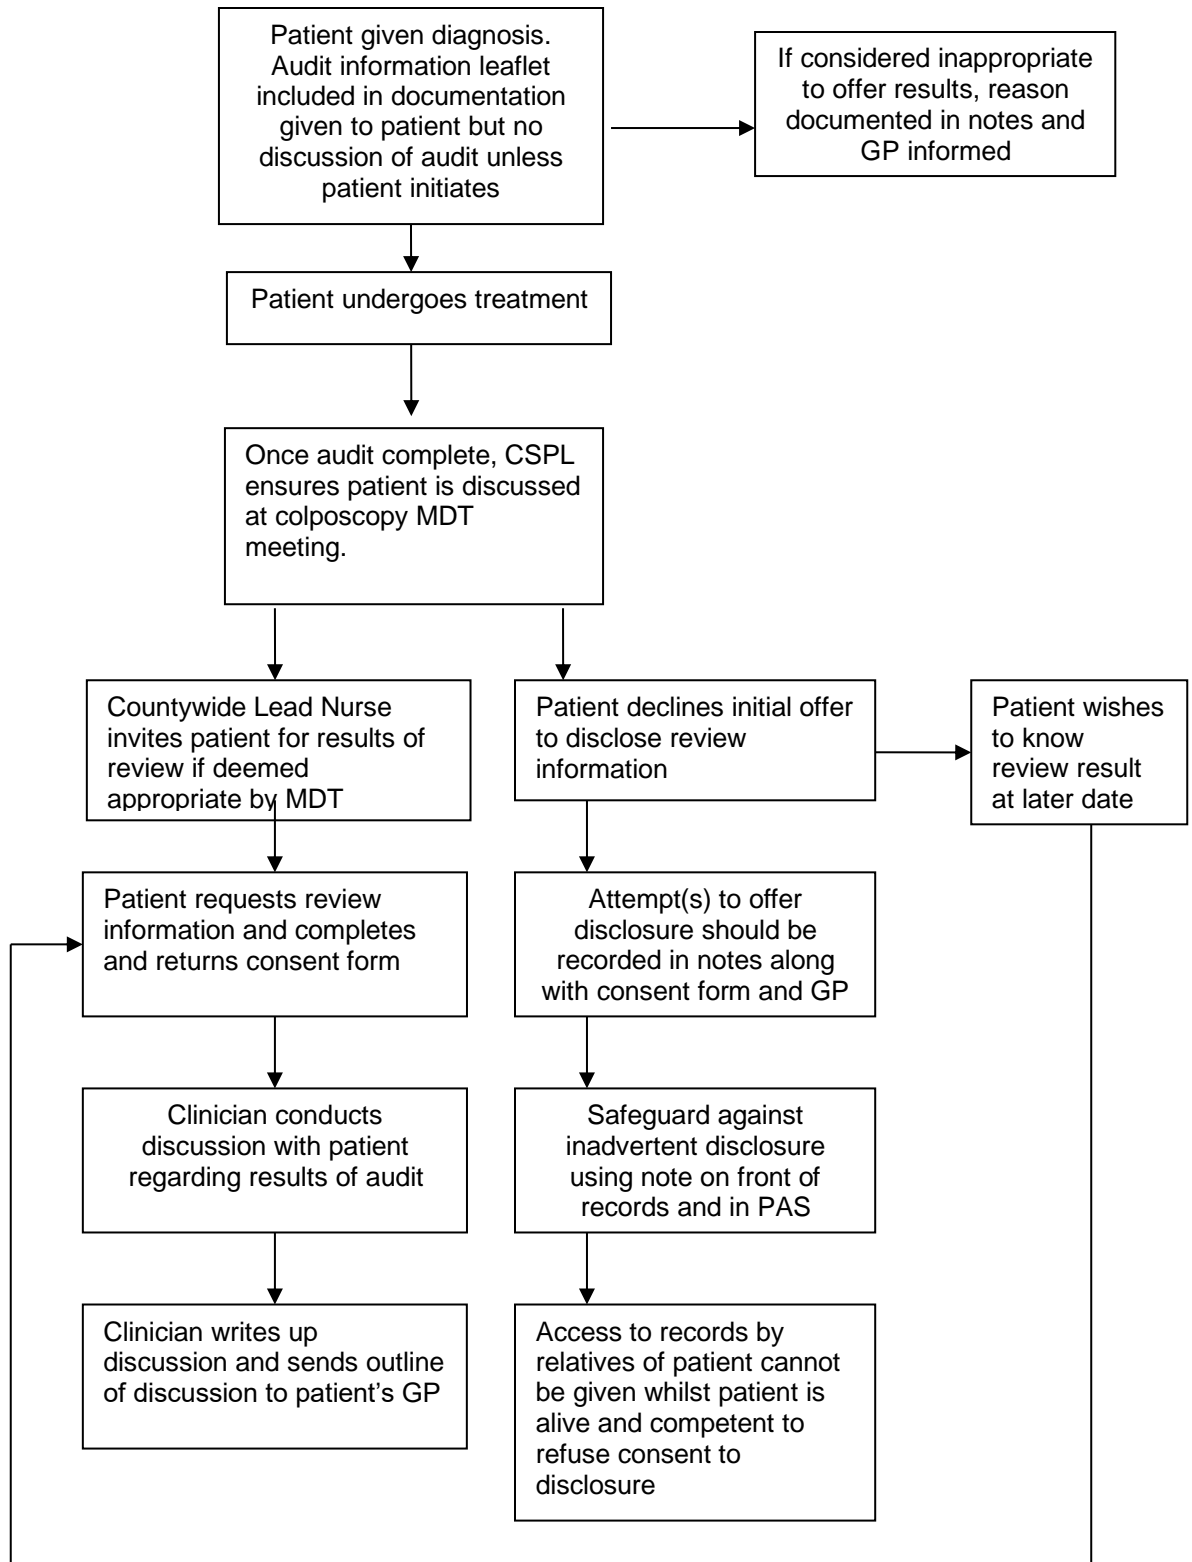 Patient given diagnosis.
Audit information leaflet
included in documentation
given to patient but no
discussion of audit unless
patient initiates
If considered inappropriate
to offer results, reason
documented in notes and
GP informed
Patient undergoes treatment
Once audit complete, CSPL
ensures patient is discussed
at colposcopy MDT
meeting.
Countywide Lead Nurse
invites patient for results of
review if deemed
appropriate by MDT
Patient declines initial offer
to disclose review
information
Patient wishes
to know
review result
at later date
Patient requests review
information and completes
and returns consent form
Attempt(s) to offer
disclosure should be
recorded in notes along
with consent form and GP
Clinician conducts
discussion with patient
regarding results of audit
Safeguard against
inadvertent disclosure
using note on front of
records and in PAS
Clinician writes up
discussion and sends outline
of discussion to patient’s GP
Access to records by
relatives of patient cannot
be given whilst patient is
alive and competent to
refuse consent to
disclosure